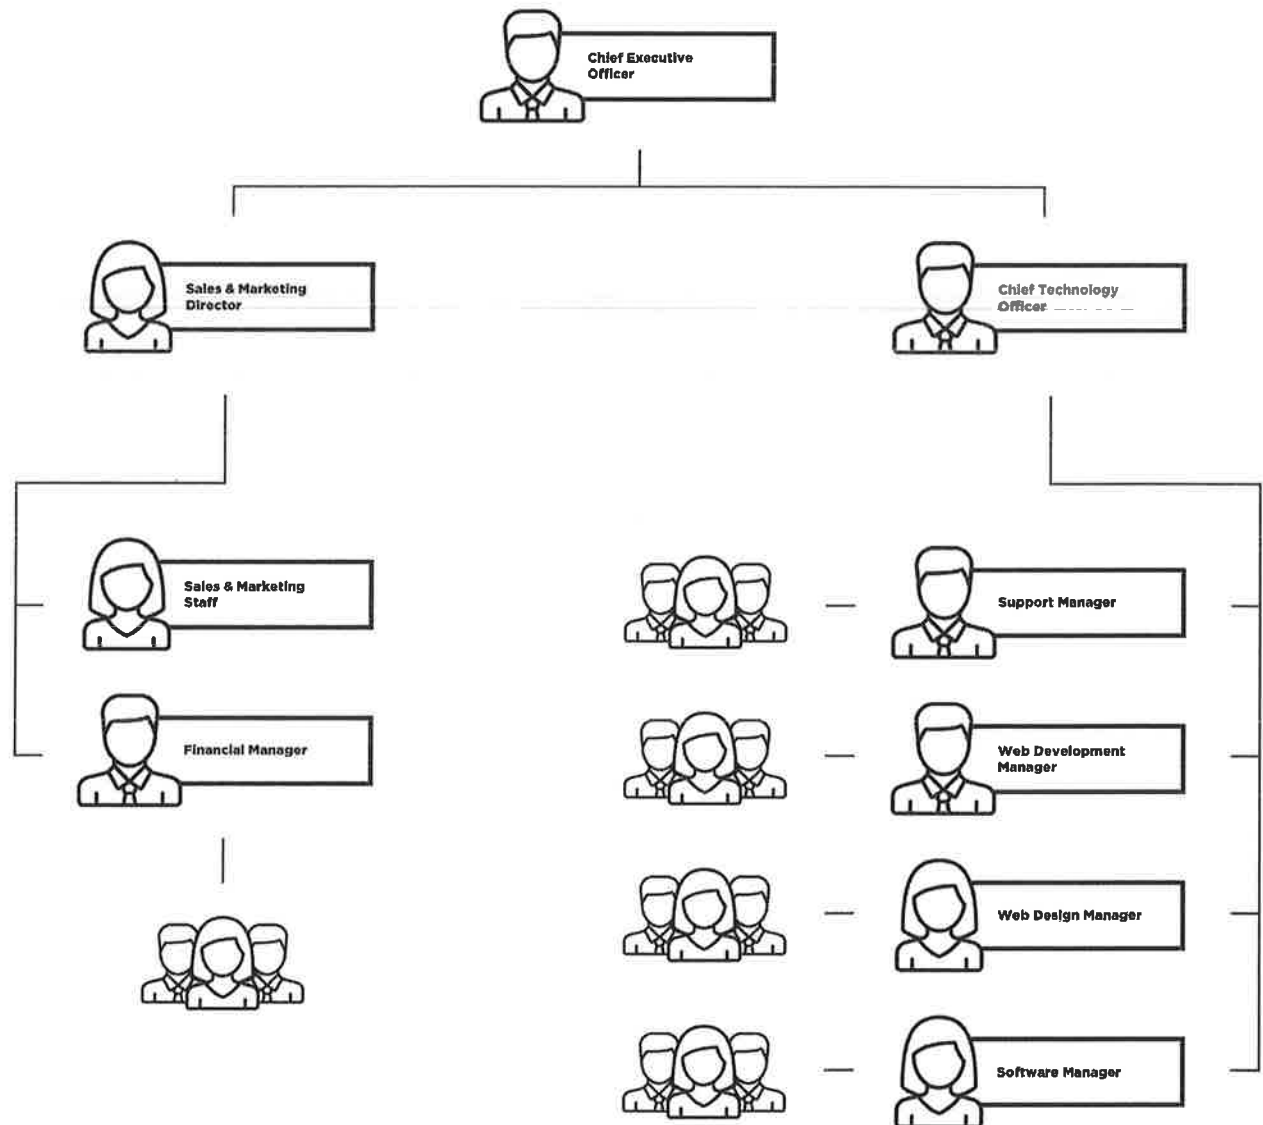 Chief Executive
Officer
Sales & Marketing
Director
Chief Technology
Officer
Sales & Marketing
Staff
Financial Manager
Support Manager
Web Development
Manager
Web Design Manager
Software Manager